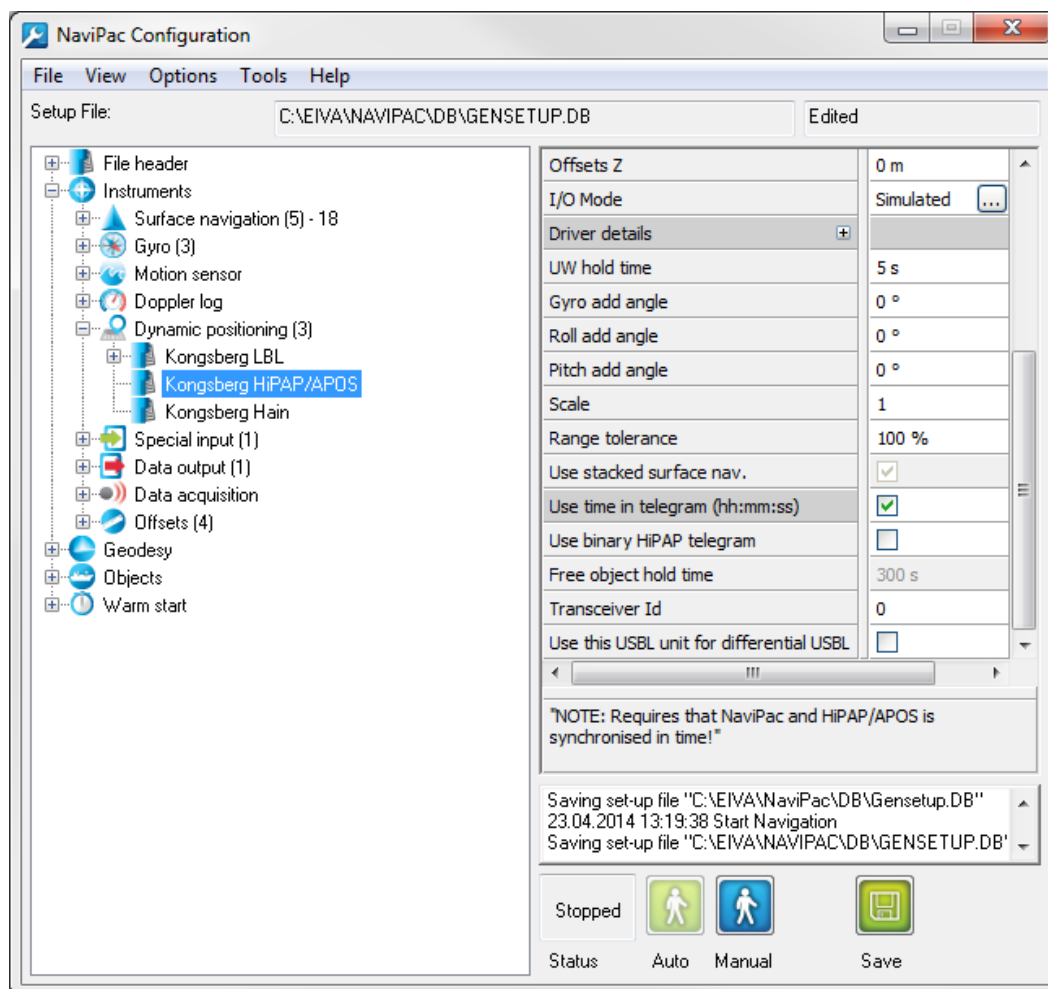 NaviPac Configuration
File View Options Tools Help
Setup File: C:\EIVA\NAVIPAC\DB\GENSETUP.DB Edited
File header
Instruments
Surface navigation (5) - 18
Gyro (3)
Motion sensor
Doppler log
Dynamic positioning (3)
Kongsberg LBL
Kongsberg HiPAP/APOS
Kongsberg Hain
Special input (1)
Data output (1)
Data acquisition
Offsets (4)
Geodesy
Objects
Warm start
Offsets Z 0 m
I/O Mode Simulated ...
Driver details
UW hold time 5 s
Gyro add angle 0 °
Roll add angle 0 °
Pitch add angle 0 °
Scale 1
Range tolerance 100 %
Use stacked surface nav.
Use time in telegram (hh:mm:ss)
Use binary HiPAP telegram
Free object hold time 300 s
Transceiver Id 0
Use this USBL unit for differential USBL
"NOTE: Requires that NaviPac and HiPAP/APOS is
synchronised in time!"
Saving set-up file "C:\EIVA\NaviPac\DB\Gensetup.DB"
23.04.2014 13:19:38 Start Navigation
Saving set-up file "C:\EIVA\NAVIPAC\DB\GENSETUP.DB"
Stopped
Status Auto Manual Save